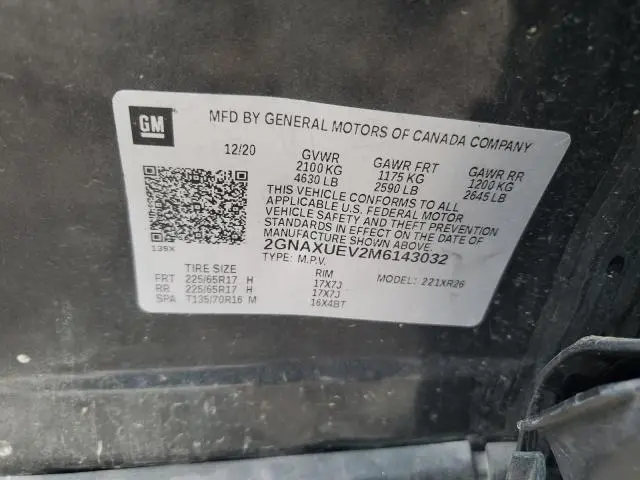 GM
MFD BY GENERAL MOTORS OF CANADA COMPANY
12/20 GVWR GAWR FRT GAWR RR
2100 KG 1175 KG 1200 KG
4630 LB 2590 LB 2645 LB
THIS VEHICLE CONFORMS TO ALL
APPLICABLE U.S. FEDERAL MOTOR
VEHICLE SAFETY AND THEFT PREVENTION
STANDARDS IN EFFECT ON THE DATE OF
MANUFACTURE SHOWN ABOVE.
2GNAXUEV2M6143032
135X
TYPE: M.P.V. MODEL: 221XR26
TIRE SIZE RIM
FRT 225/65R17 H 17X7J
RR 225/65R17 H 17X7J
SPA T135/70R16 M 16X4BT